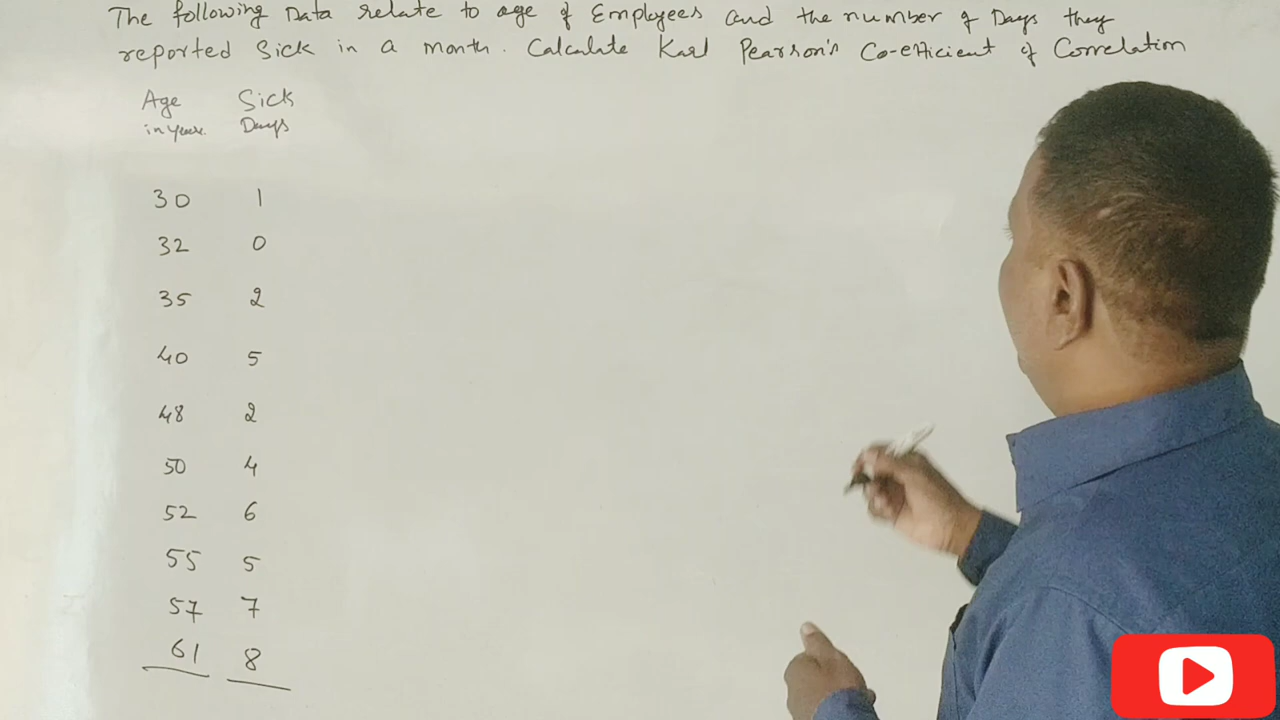 The following Data relate to age of Employees and the number of Days they
reported Sick in a month. Calculate Karl Pearson's Co-efficient of Correlation
Age Sick
in years Days
30 1
32 0
35 2
40 5
48 2
50 4
52 6
55 5
57 7
61 8